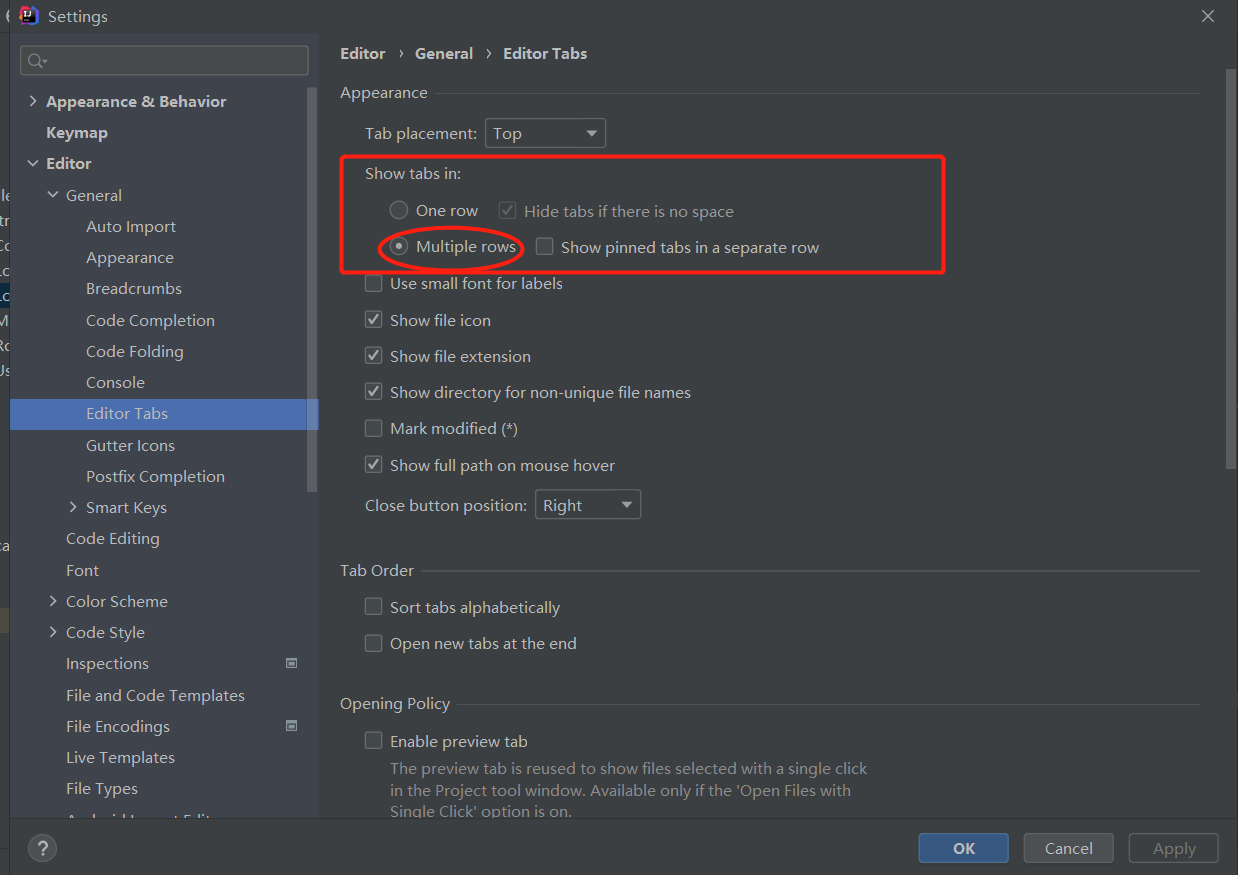 Settings
Editor › General › Editor Tabs
Appearance & Behavior
Keymap
Editor
General
Auto Import
Appearance
Breadcrumbs
Code Completion
Code Folding
Console
Editor Tabs
Gutter Icons
Postfix Completion
Smart Keys
Code Editing
Font
Color Scheme
Code Style
Inspections
File and Code Templates
File Encodings
Live Templates
File Types
Appearance
Tab placement: Top
Show tabs in:
One row Hide tabs if there is no space
Multiple rows Show pinned tabs in a separate row
Use small font for labels
Show file icon
Show file extension
Show directory for non-unique file names
Mark modified (*)
Show full path on mouse hover
Close button position: Right
Tab Order
Sort tabs alphabetically
Open new tabs at the end
Opening Policy
Enable preview tab
The preview tab is reused to show files selected with a single click
in the Project tool window. Available only if the 'Open Files with
Single Click' option is on.
? OK Cancel Apply